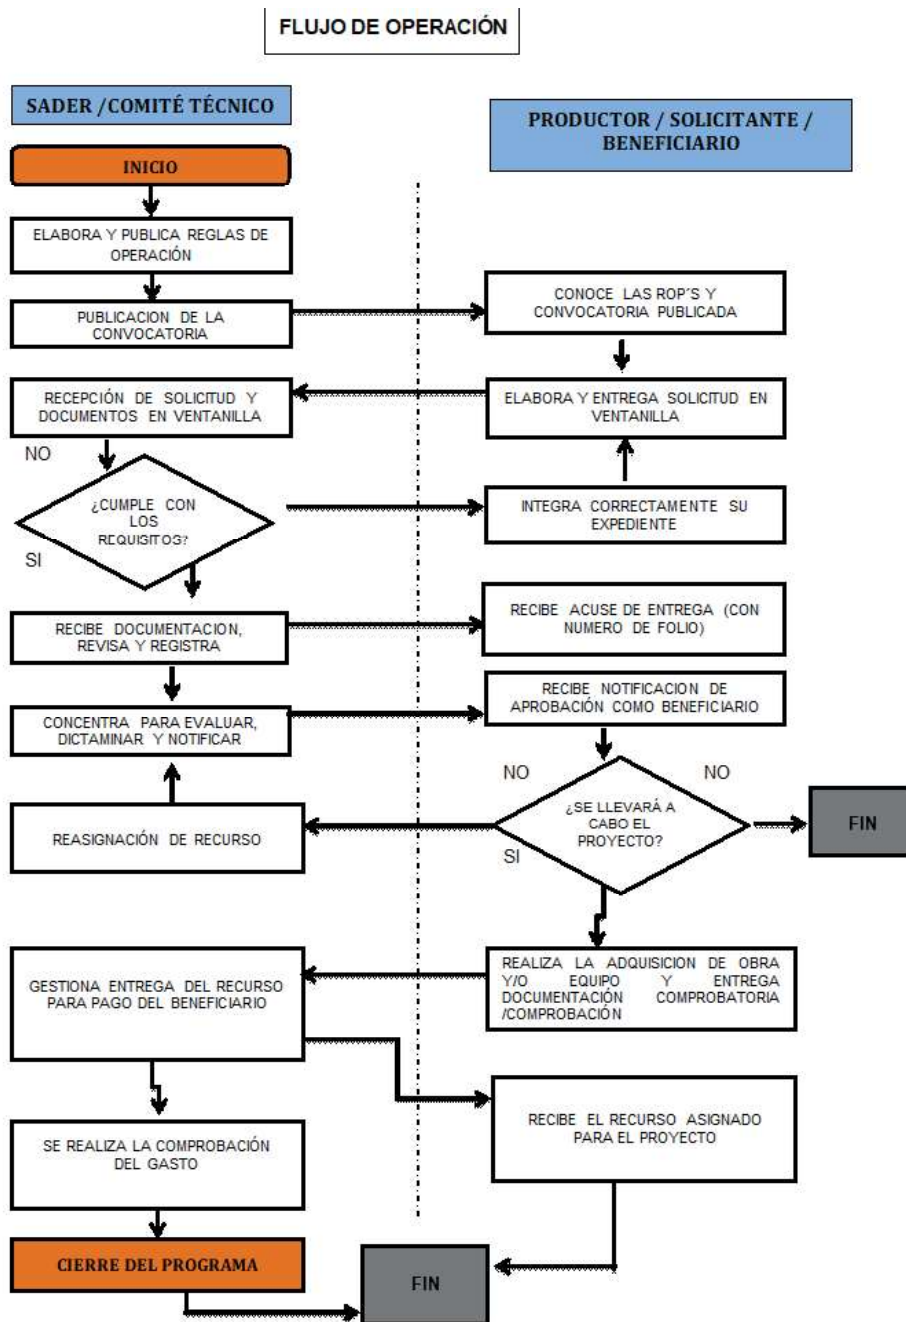 FLUJO DE OPERACIÓN
SADER /COMITÉ TÉCNICO
PRODUCTOR / SOLICITANTE /
BENEFICIARIO
INICIO
ELABORA Y PUBLICA REGLAS DE
OPERACIÓN
PUBLICACION DE LA
CONVOCATORIA
CONOCE LAS ROP´S Y
CONVOCATORIA PUBLICADA
RECEPCIÓN DE SOLICITUD Y
DOCUMENTOS EN VENTANILLA
ELABORA Y ENTREGA SOLICITUD EN
VENTANILLA
NO
¿CUMPLE CON
LOS
REQUISITOS?
SI
INTEGRA CORRECTAMENTE SU
EXPEDIENTE
RECIBE DOCUMENTACION,
REVISA Y REGISTRA
RECIBE ACUSE DE ENTREGA (CON
NUMERO DE FOLIO)
CONCENTRA PARA EVALUAR,
DICTAMINAR Y NOTIFICAR
RECIBE NOTIFICACION DE
APROBACIÓN COMO BENEFICIARIO
NO
NO
¿SE LLEVARÁ A
CABO EL
PROYECTO?
SI
FIN
REASIGNACIÓN DE RECURSO
REALIZA LA ADQUISICION DE OBRA
Y/O EQUIPO Y ENTREGA
DOCUMENTACIÓN COMPROBATORIA
/COMPROBACIÓN
GESTIONA ENTREGA DEL RECURSO
PARA PAGO DEL BENEFICIARIO
RECIBE EL RECURSO ASIGNADO
PARA EL PROYECTO
SE REALIZA LA COMPROBACIÓN
DEL GASTO
CIERRE DEL PROGRAMA
FIN